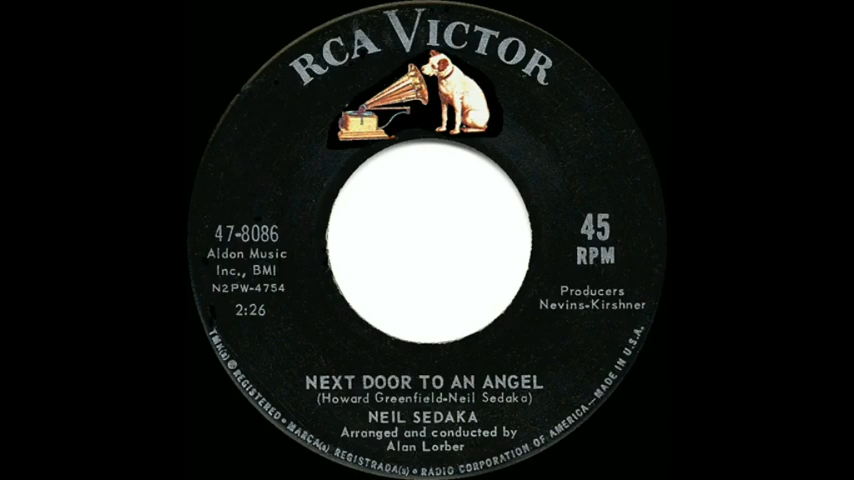 RCA VICTOR
47-8086
Aldon Music
Inc., BMI
N2PW-4754
2:26
45
RPM
Producers
Nevins-Kirshner
NEXT DOOR TO AN ANGEL
(Howard Greenfield-Neil Sedaka)
NEIL SEDAKA
Arranged and conducted by
Alan Lorber
TMK(s) ® REGISTERED • MARCA(s) REGISTRADA(s) • RADIO CORPORATION OF AMERICA—MADE IN U.S.A.